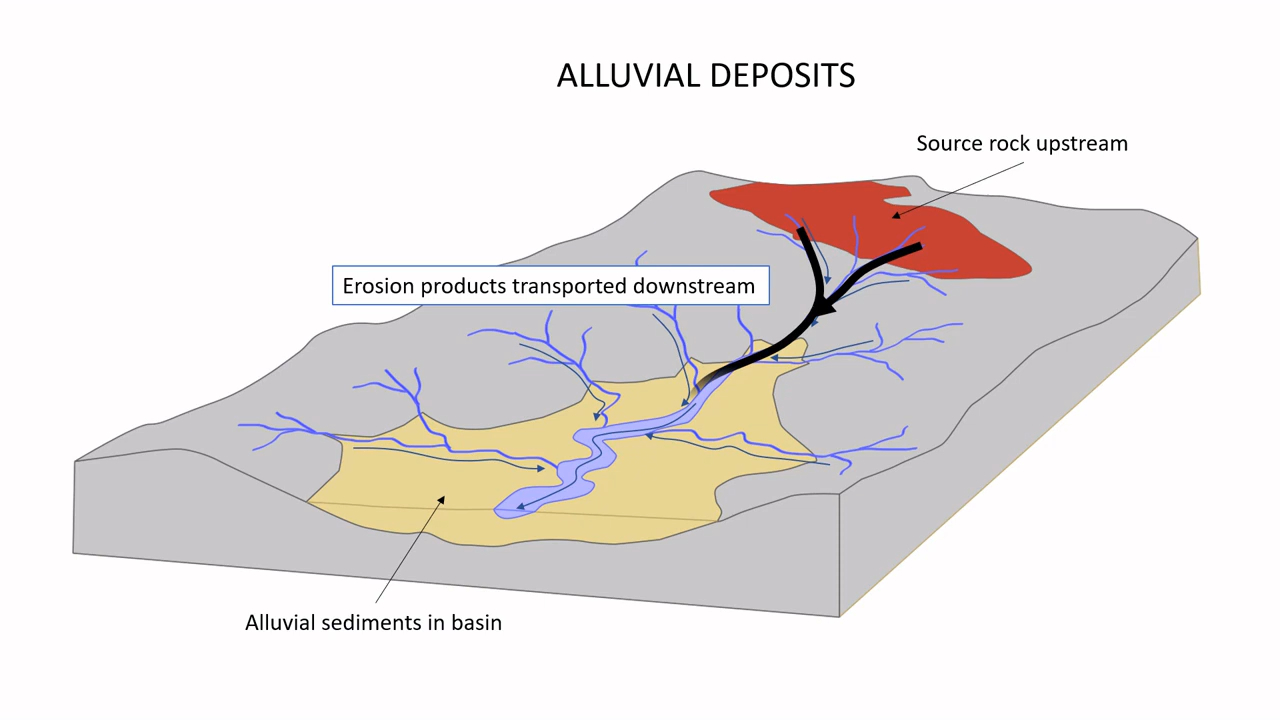 ALLUVIAL DEPOSITS
Source rock upstream
Erosion products transported downstream
Alluvial sediments in basin